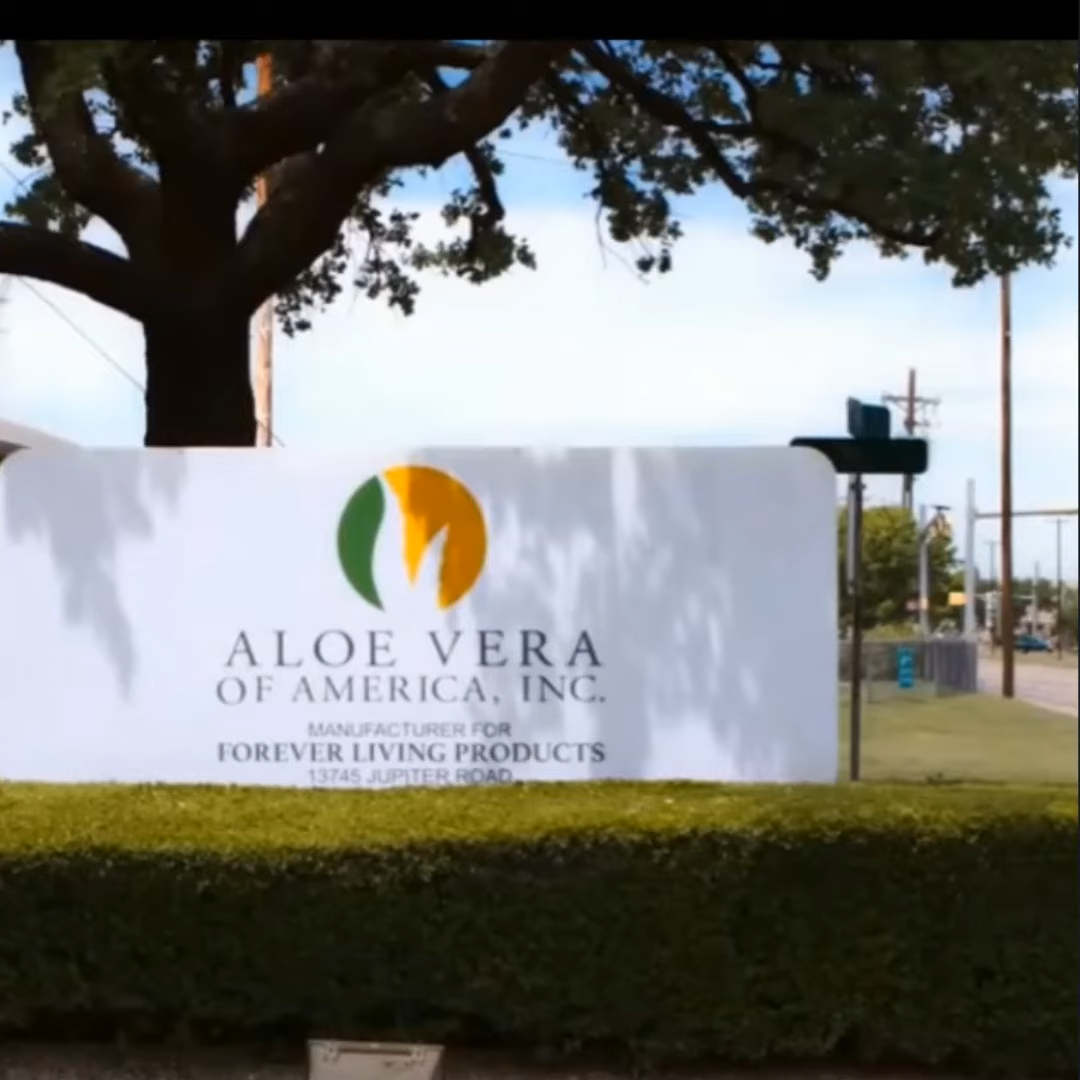 ALOE VERA
OF AMERICA, INC.
MANUFACTURER FOR
FOREVER LIVING PRODUCTS
13745 JUPITER ROAD